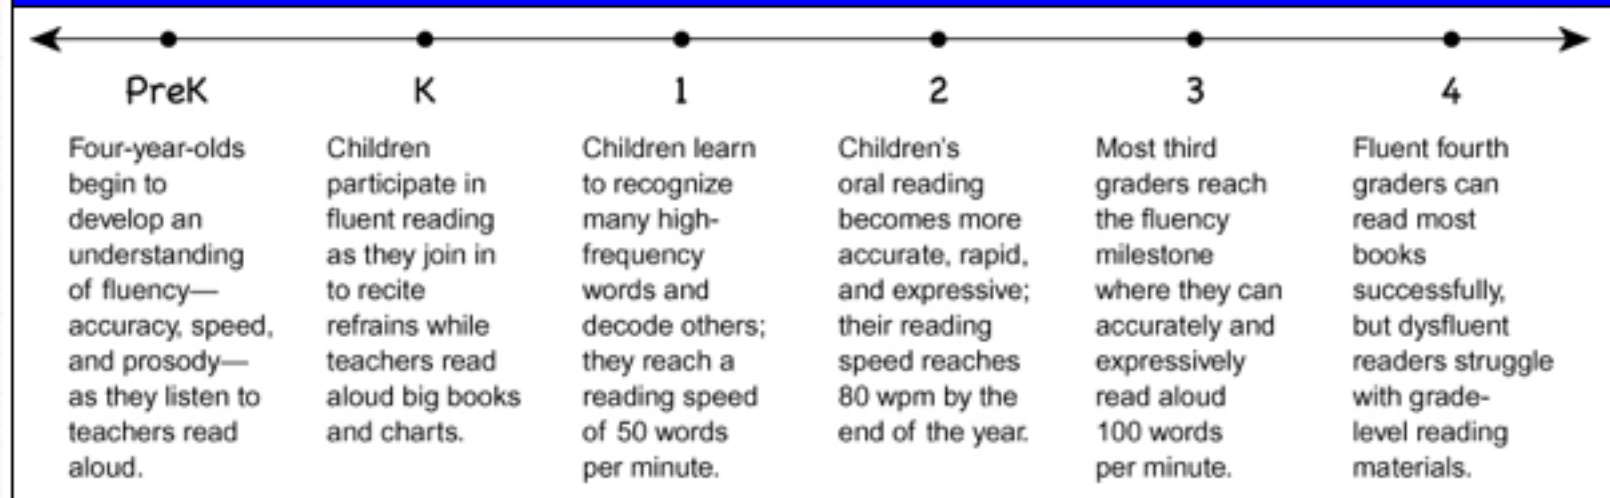 PreK
Four-year-olds
begin to
develop an
understanding
of fluency—
accuracy, speed,
and prosody—
as they listen to
teachers read
aloud.
K
Children
participate in
fluent reading
as they join in
to recite
refrains while
teachers read
aloud big books
and charts.
1
Children learn
to recognize
many high-
frequency
words and
decode others;
they reach a
reading speed
of 50 words
per minute.
2
Children's
oral reading
becomes more
accurate, rapid,
and expressive;
their reading
speed reaches
80 wpm by the
end of the year.
3
Most third
graders reach
the fluency
milestone
where they can
accurately and
expressively
read aloud
100 words
per minute.
4
Fluent fourth
graders can
read most
books
successfully,
but dysfluent
readers struggle
with grade-
level reading
materials.